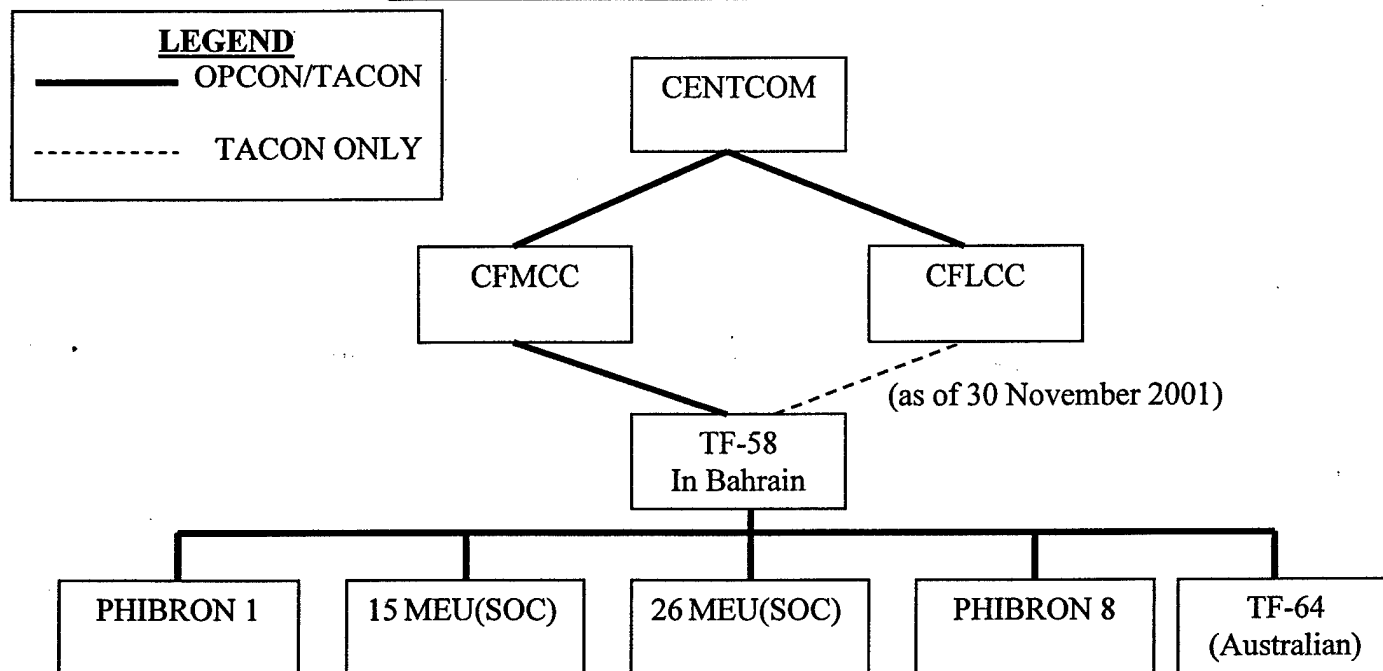 LEGEND
OPCON/TACON
TACON ONLY
CENTCOM
CFMCC
CFLCC
(as of 30 November 2001)
TF-58
In Bahrain
PHIBRON 1
15 MEU(SOC)
26 MEU(SOC)
PHIBRON 8
TF-64
(Australian)